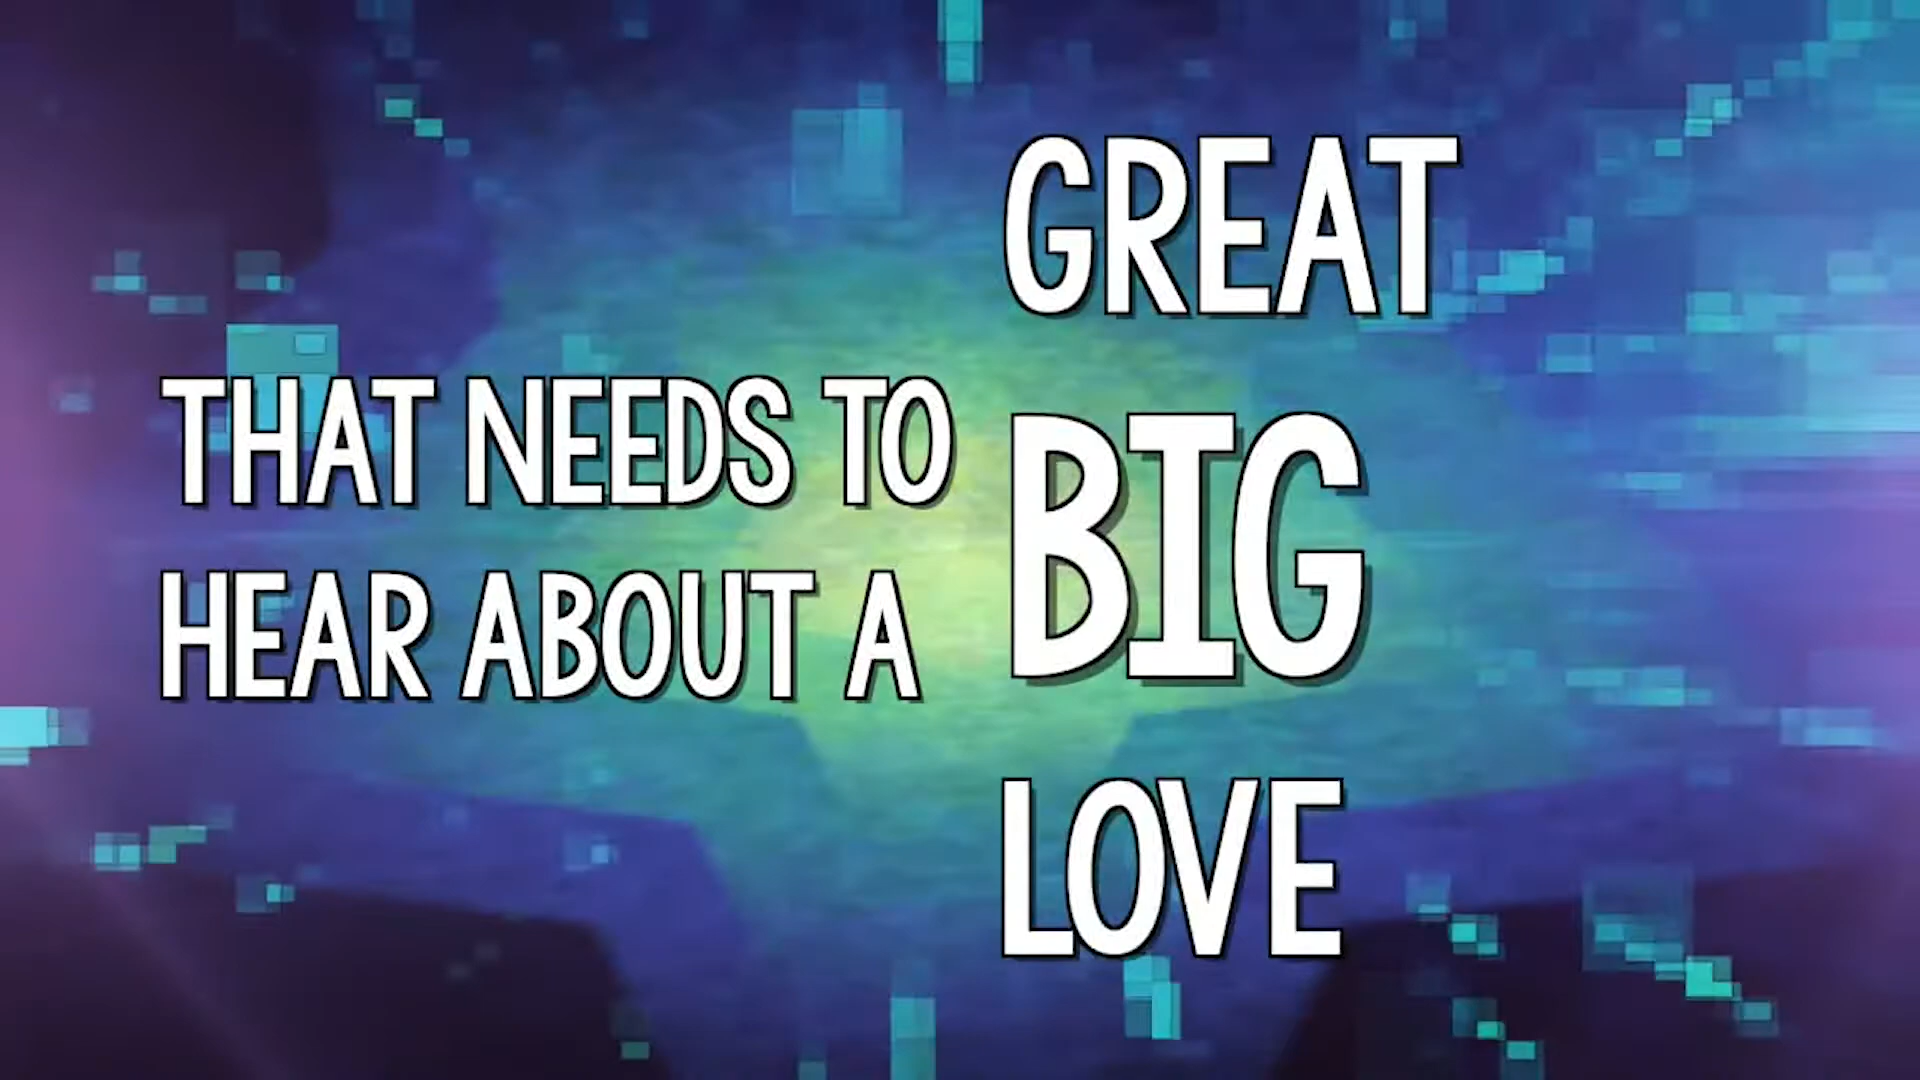 THAT NEEDS TO
HEAR ABOUT A
GREAT
BIG
LOVE